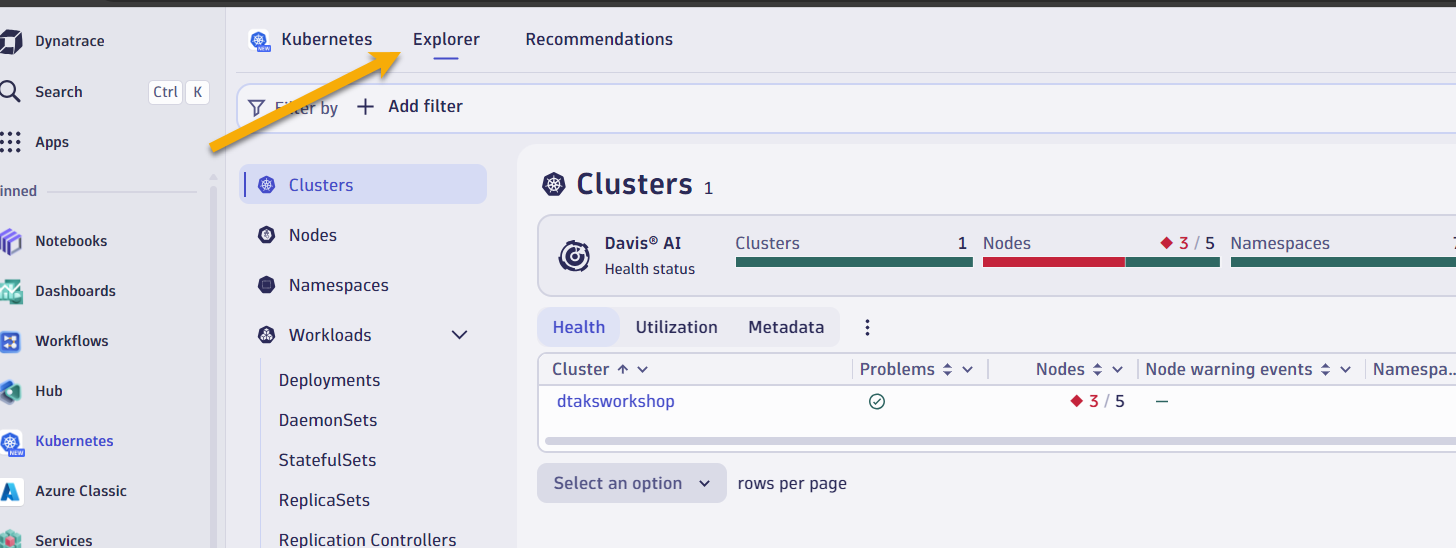 Dynatrace
Search Ctrl K
Apps
inned
Notebooks
Dashboards
Workflows
Hub
Kubernetes
NEW
Azure Classic
Services
NEW
Kubernetes Explorer Recommendations
Filter by + Add filter
Clusters
Nodes
Namespaces
Workloads
Deployments
DaemonSets
StatefulSets
ReplicaSets
Replication Controllers
Clusters 1
Davis® AI
Health status
Clusters 1
Nodes 3 / 5
Namespaces
Health Utilization Metadata
Cluster Problems Nodes Node warning events Namespa...
dtaksworkshop 3 / 5 –
Select an option rows per page